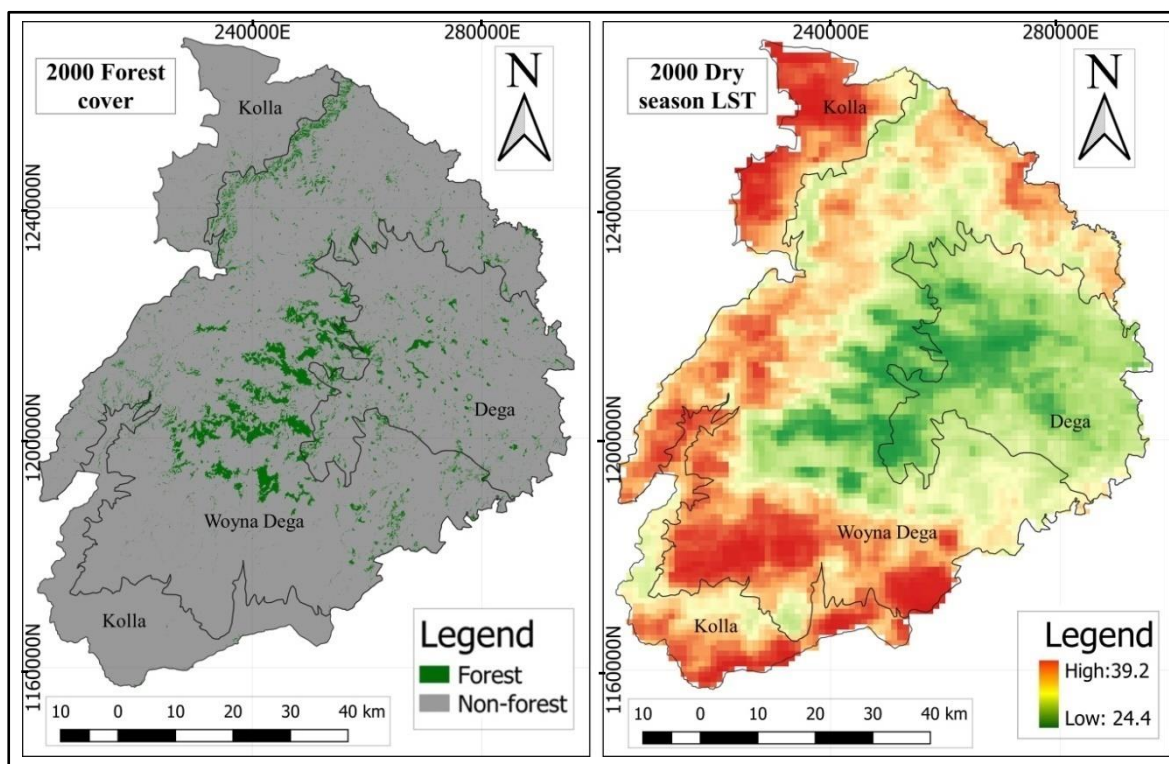 240000E
280000E
2000 Forest
cover
N
Kolla
1240000N
1200000N
1160000N
Dega
Woyna Dega
Kolla
Legend
Forest
Non-forest
10 0 10 20 30 40 km
240000E
280000E
2000 Dry
season LST
N
Kolla
1240000N
1200000N
1160000N
Dega
Woyna Dega
Kolla
Legend
High:39.2
Low: 24.4
10 0 10 20 30 40 km